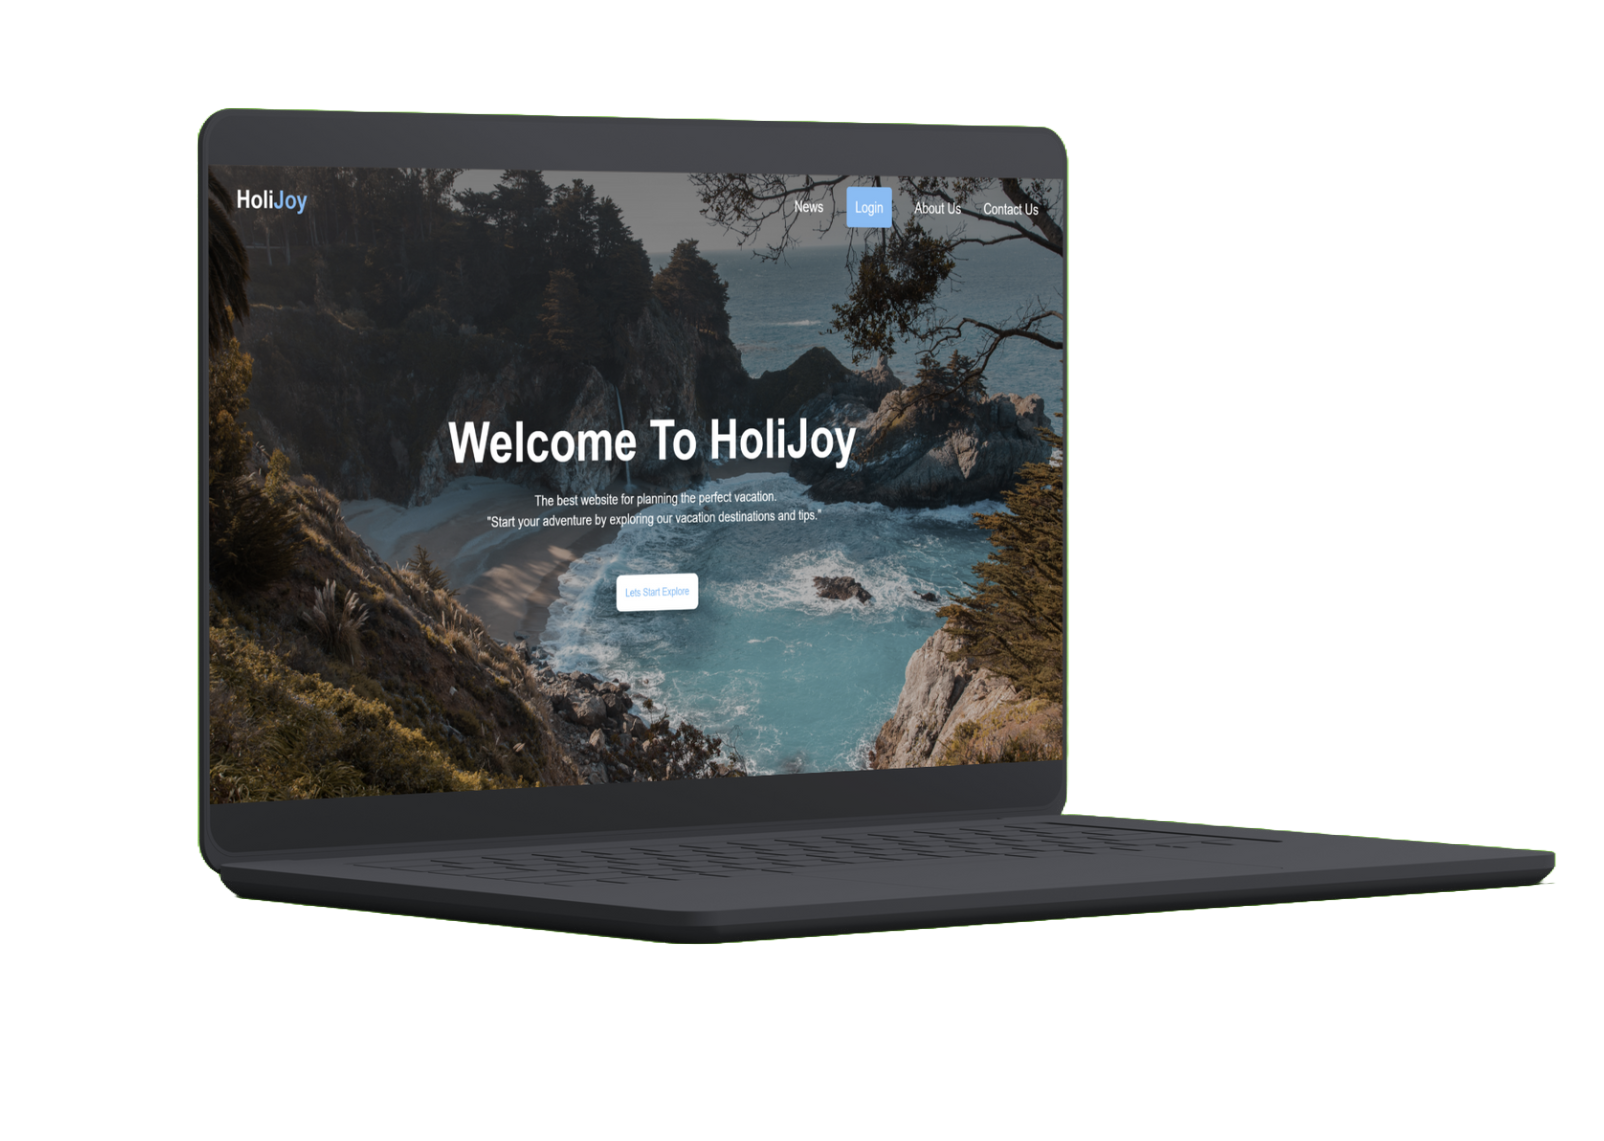 HoliJoy
News Login About Us Contact Us
Welcome To HoliJoy
The best website for planning the perfect vacation.
"Start your adventure by exploring our vacation destinations and tips."
Lets Start Explore